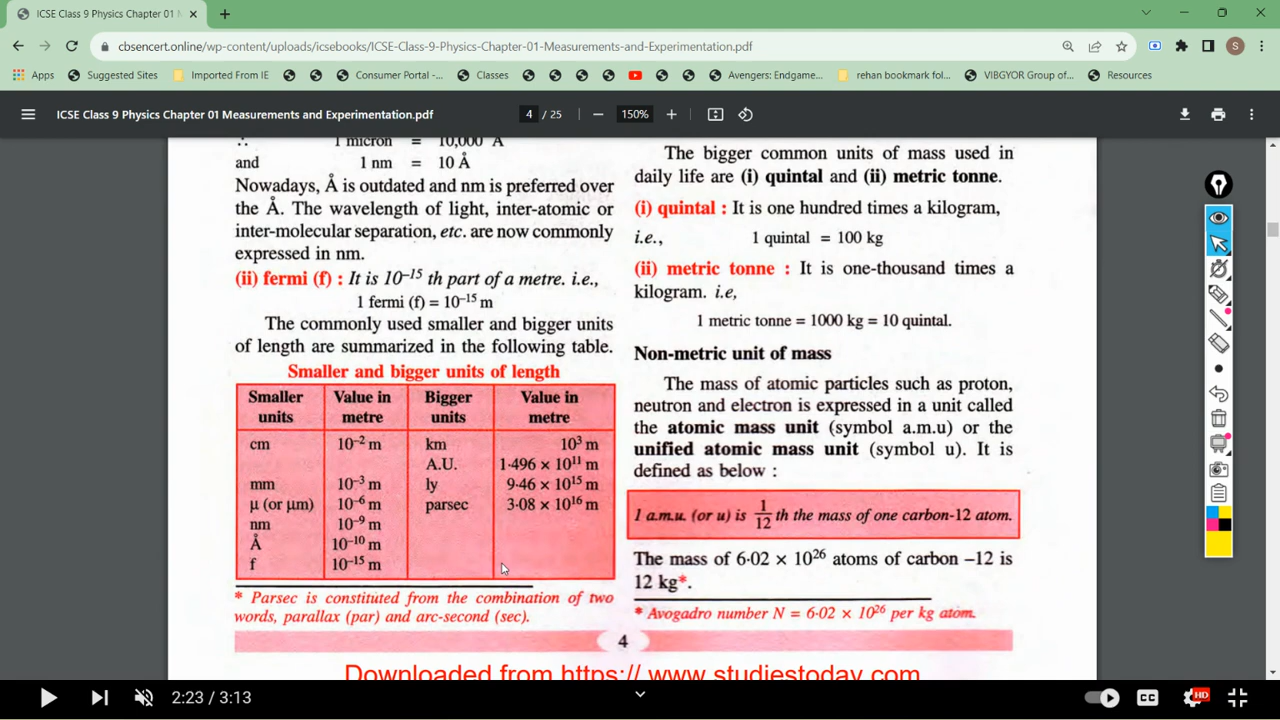 ICSE Class 9 Physics Chapter 01 M
cbsencert.online/wp-content/uploads/icsebooks/ICSE-Class-9-Physics-Chapter-01-Measurements-and-Experimentation.pdf
S
Apps Suggested Sites Imported From IE Consumer Portal -... Classes Avengers: Endgame... rehan bookmark fol... VIBGYOR Group of... Resources
ICSE Class 9 Physics Chapter 01 Measurements and Experimentation.pdf 4 / 25 150%
∴ 1 micron = 10,000 Å
and 1 nm = 10 Å
Nowadays, Å is outdated and nm is preferred over
the Å. The wavelength of light, inter-atomic or
inter-molecular separation, etc. are now commonly
expressed in nm.
(ii) fermi (f) : It is 10⁻¹⁵ th part of a metre. i.e.,
1 fermi (f) = 10⁻¹⁵ m
The commonly used smaller and bigger units
of length are summarized in the following table.
Smaller and bigger units of length
Smaller units Value in metre Bigger units Value in metre
cm 10⁻² m km 10³ m
A.U. 1·496 × 10¹¹ m
mm 10⁻³ m ly 9·46 × 10¹⁵ m
μ (or μm) 10⁻⁶ m parsec 3·08 × 10¹⁶ m
nm 10⁻⁹ m
Å 10⁻¹⁰ m
f 10⁻¹⁵ m
* Parsec is constituted from the combination of two
words, parallax (par) and arc-second (sec).
The bigger common units of mass used in
daily life are (i) quintal and (ii) metric tonne.
(i) quintal : It is one hundred times a kilogram,
i.e., 1 quintal = 100 kg
(ii) metric tonne : It is one-thousand times a
kilogram. i.e,
1 metric tonne = 1000 kg = 10 quintal.
Non-metric unit of mass
The mass of atomic particles such as proton,
neutron and electron is expressed in a unit called
the atomic mass unit (symbol a.m.u) or the
unified atomic mass unit (symbol u). It is
defined as below :
1 a.m.u. (or u) is 1/12 th the mass of one carbon-12 atom.
The mass of 6·02 × 10²⁶ atoms of carbon –12 is
12 kg*.
* Avogadro number N = 6·02 × 10²⁶ per kg atom.
4
Downloaded from https:// www.studiestoday.com
2:23 / 3:13 CC HD